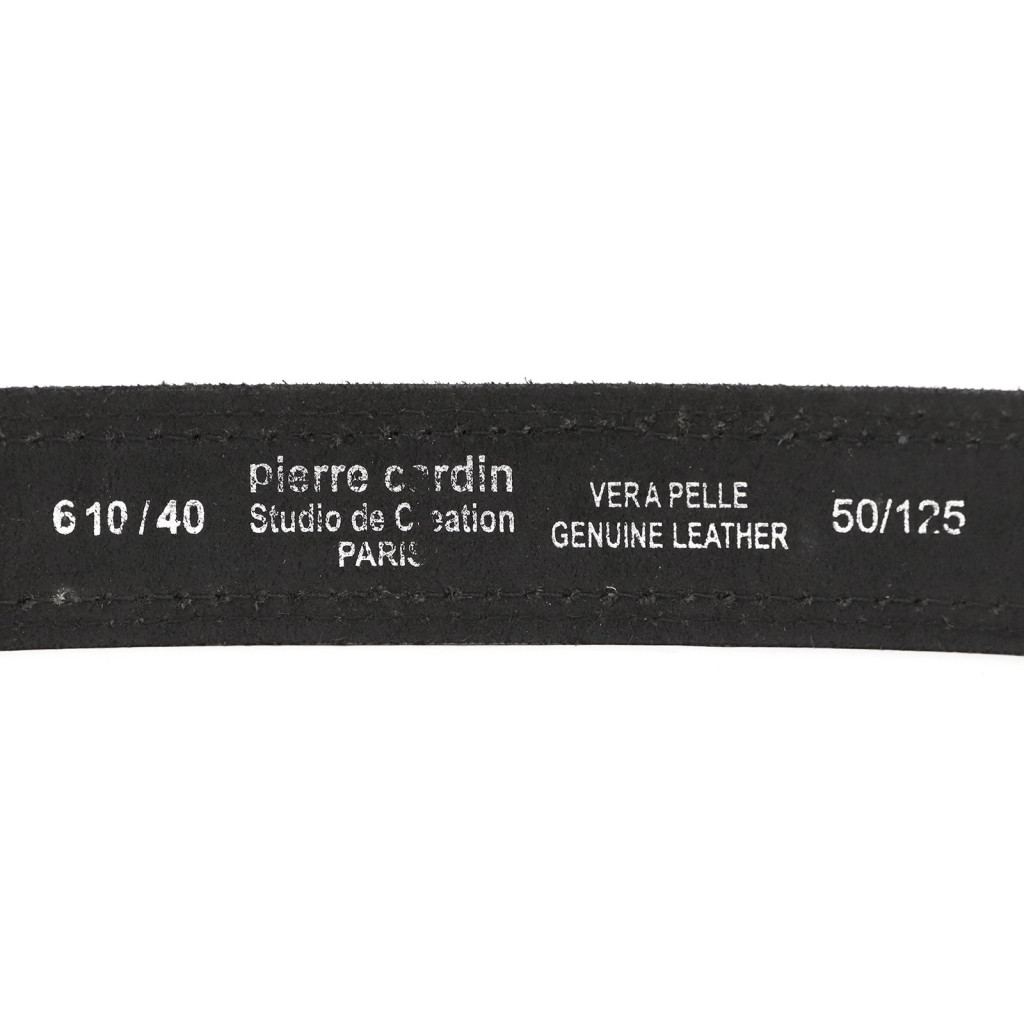 610/40
pierre cardin
Studio de Creation
PARIS
VERA PELLE
GENUINE LEATHER
50/125